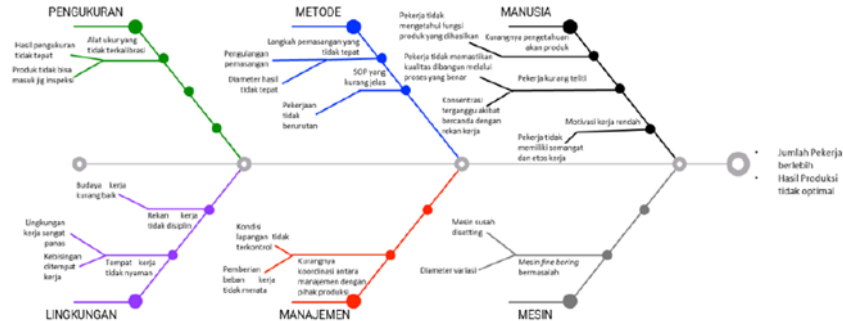 PENGUKURAN
Alat ukur yang
tidak terkalibrasi
Hasil pengukuran
tidak tepat
Produk tidak bisa
masuk jig inspeksi
METODE
Langkah pemasangan yang
tidak tepat
Pengulangan
pemasangan
Diameter hasil
tidak tepat
SOP yang
kurang jelas
Pekerjaan
tidak
berurutan
MANUSIA
Pekerja tidak
mengetahui fungsi
produk yang dihasilkan
Kurangnya pengetahuan
akan produk
Pekerja tidak memastikan
kualitas dibangun melalui
proses yang benar
Pekerja kurang teliti
Konsentrasi
terganggu akibat
bercanda dengan
rekan kerja
Motivasi kerja rendah
Pekerja tidak
memiliki semangat
dan etos kerja
• Jumlah Pekerja
berlebih
• Hasil Produksi
tidak optimal
Budaya kerja
kurang baik
Rekan kerja
tidak disiplin
Lingkungan
kerja sangat
panas
Kebisingan
ditempat
kerja
Tempat kerja
tidak nyaman
LINGKUNGAN
Kondisi
lapangan tidak
terkontrol
Pemberian
beban kerja
tidak merata
Kurangnya
koordinasi antara
manajemen dengan
pihak produksi
MANAJEMEN
Mesin susah
disetting
Diameter variasi
Mesin fine boring
bermasalah
MESIN